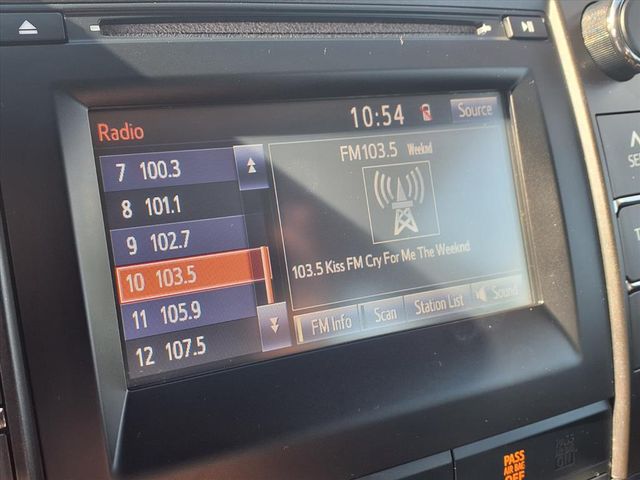 10:54
Source
Radio
FM103.5 Weeknd
7 100.3
8 101.1
9 102.7
10 103.5
11 105.9
12 107.5
103.5 Kiss FM Cry For Me The Weeknd
FM Info
Scan
Station List
Sound
PASS
AIR BAG
OFF